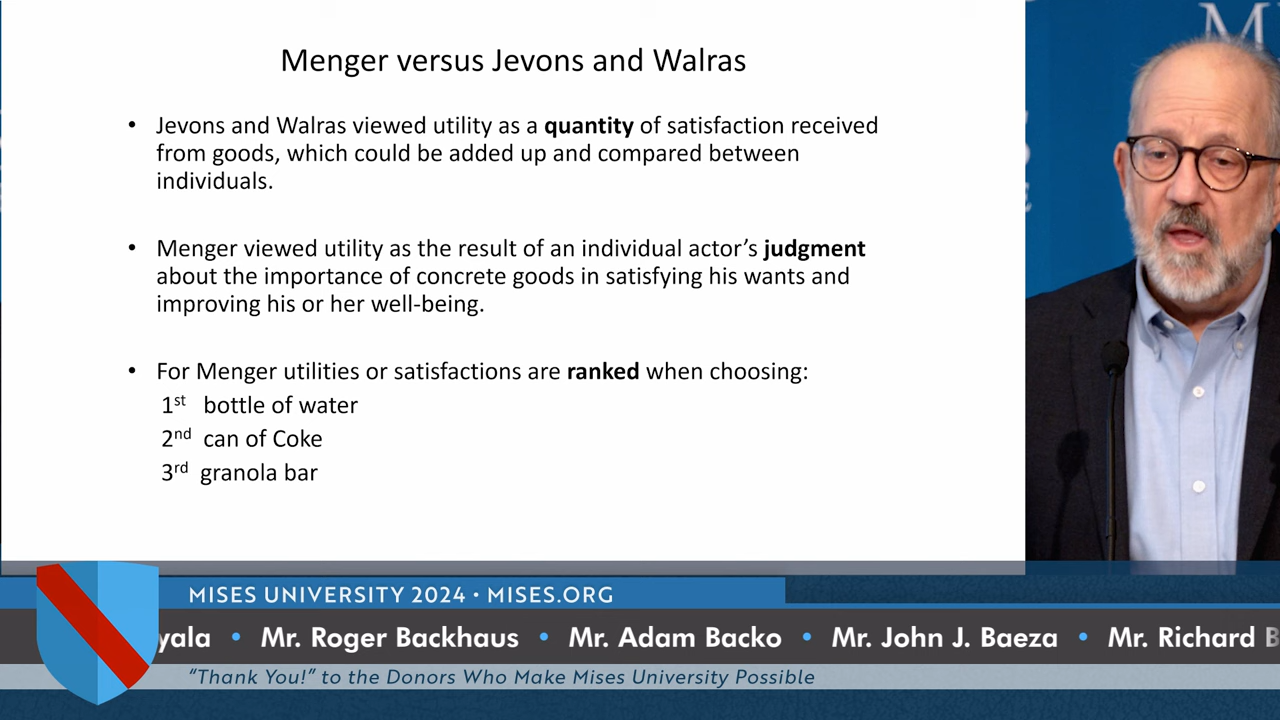 Menger versus Jevons and Walras
• Jevons and Walras viewed utility as a quantity of satisfaction received
from goods, which could be added up and compared between
individuals.
• Menger viewed utility as the result of an individual actor’s judgment
about the importance of concrete goods in satisfying his wants and
improving his or her well-being.
• For Menger utilities or satisfactions are ranked when choosing:
1st bottle of water
2nd can of Coke
3rd granola bar
MISES UNIVERSITY 2024 • MISES.ORG
yala • Mr. Roger Backhaus • Mr. Adam Backo • Mr. John J. Baeza • Mr. Richard B
“Thank You!” to the Donors Who Make Mises University Possible